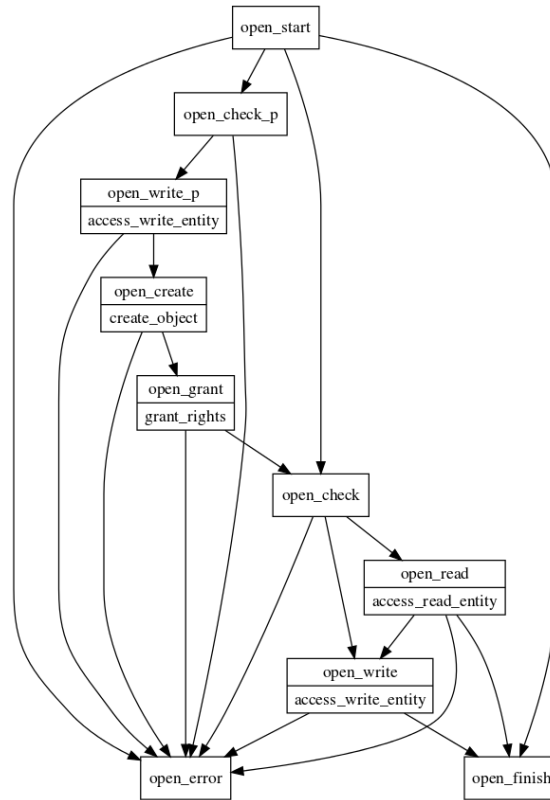 open_start
open_check_p
open_write_p
access_write_entity
open_create
create_object
open_grant
grant_rights
open_check
open_read
access_read_entity
open_write
access_write_entity
open_error
open_finish